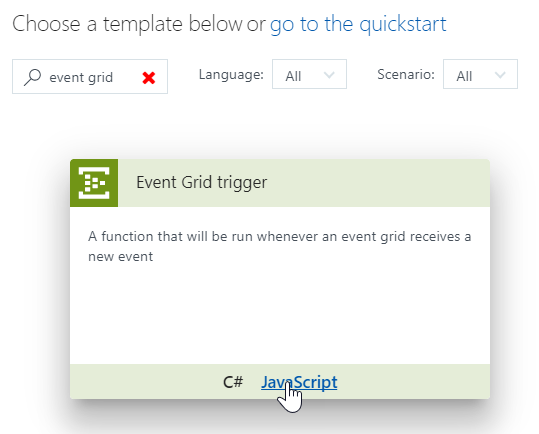 Choose a template below or go to the quickstart
event grid Language: All Scenario: All
Event Grid trigger
A function that will be run whenever an event grid receives a
new event
C# JavaScript